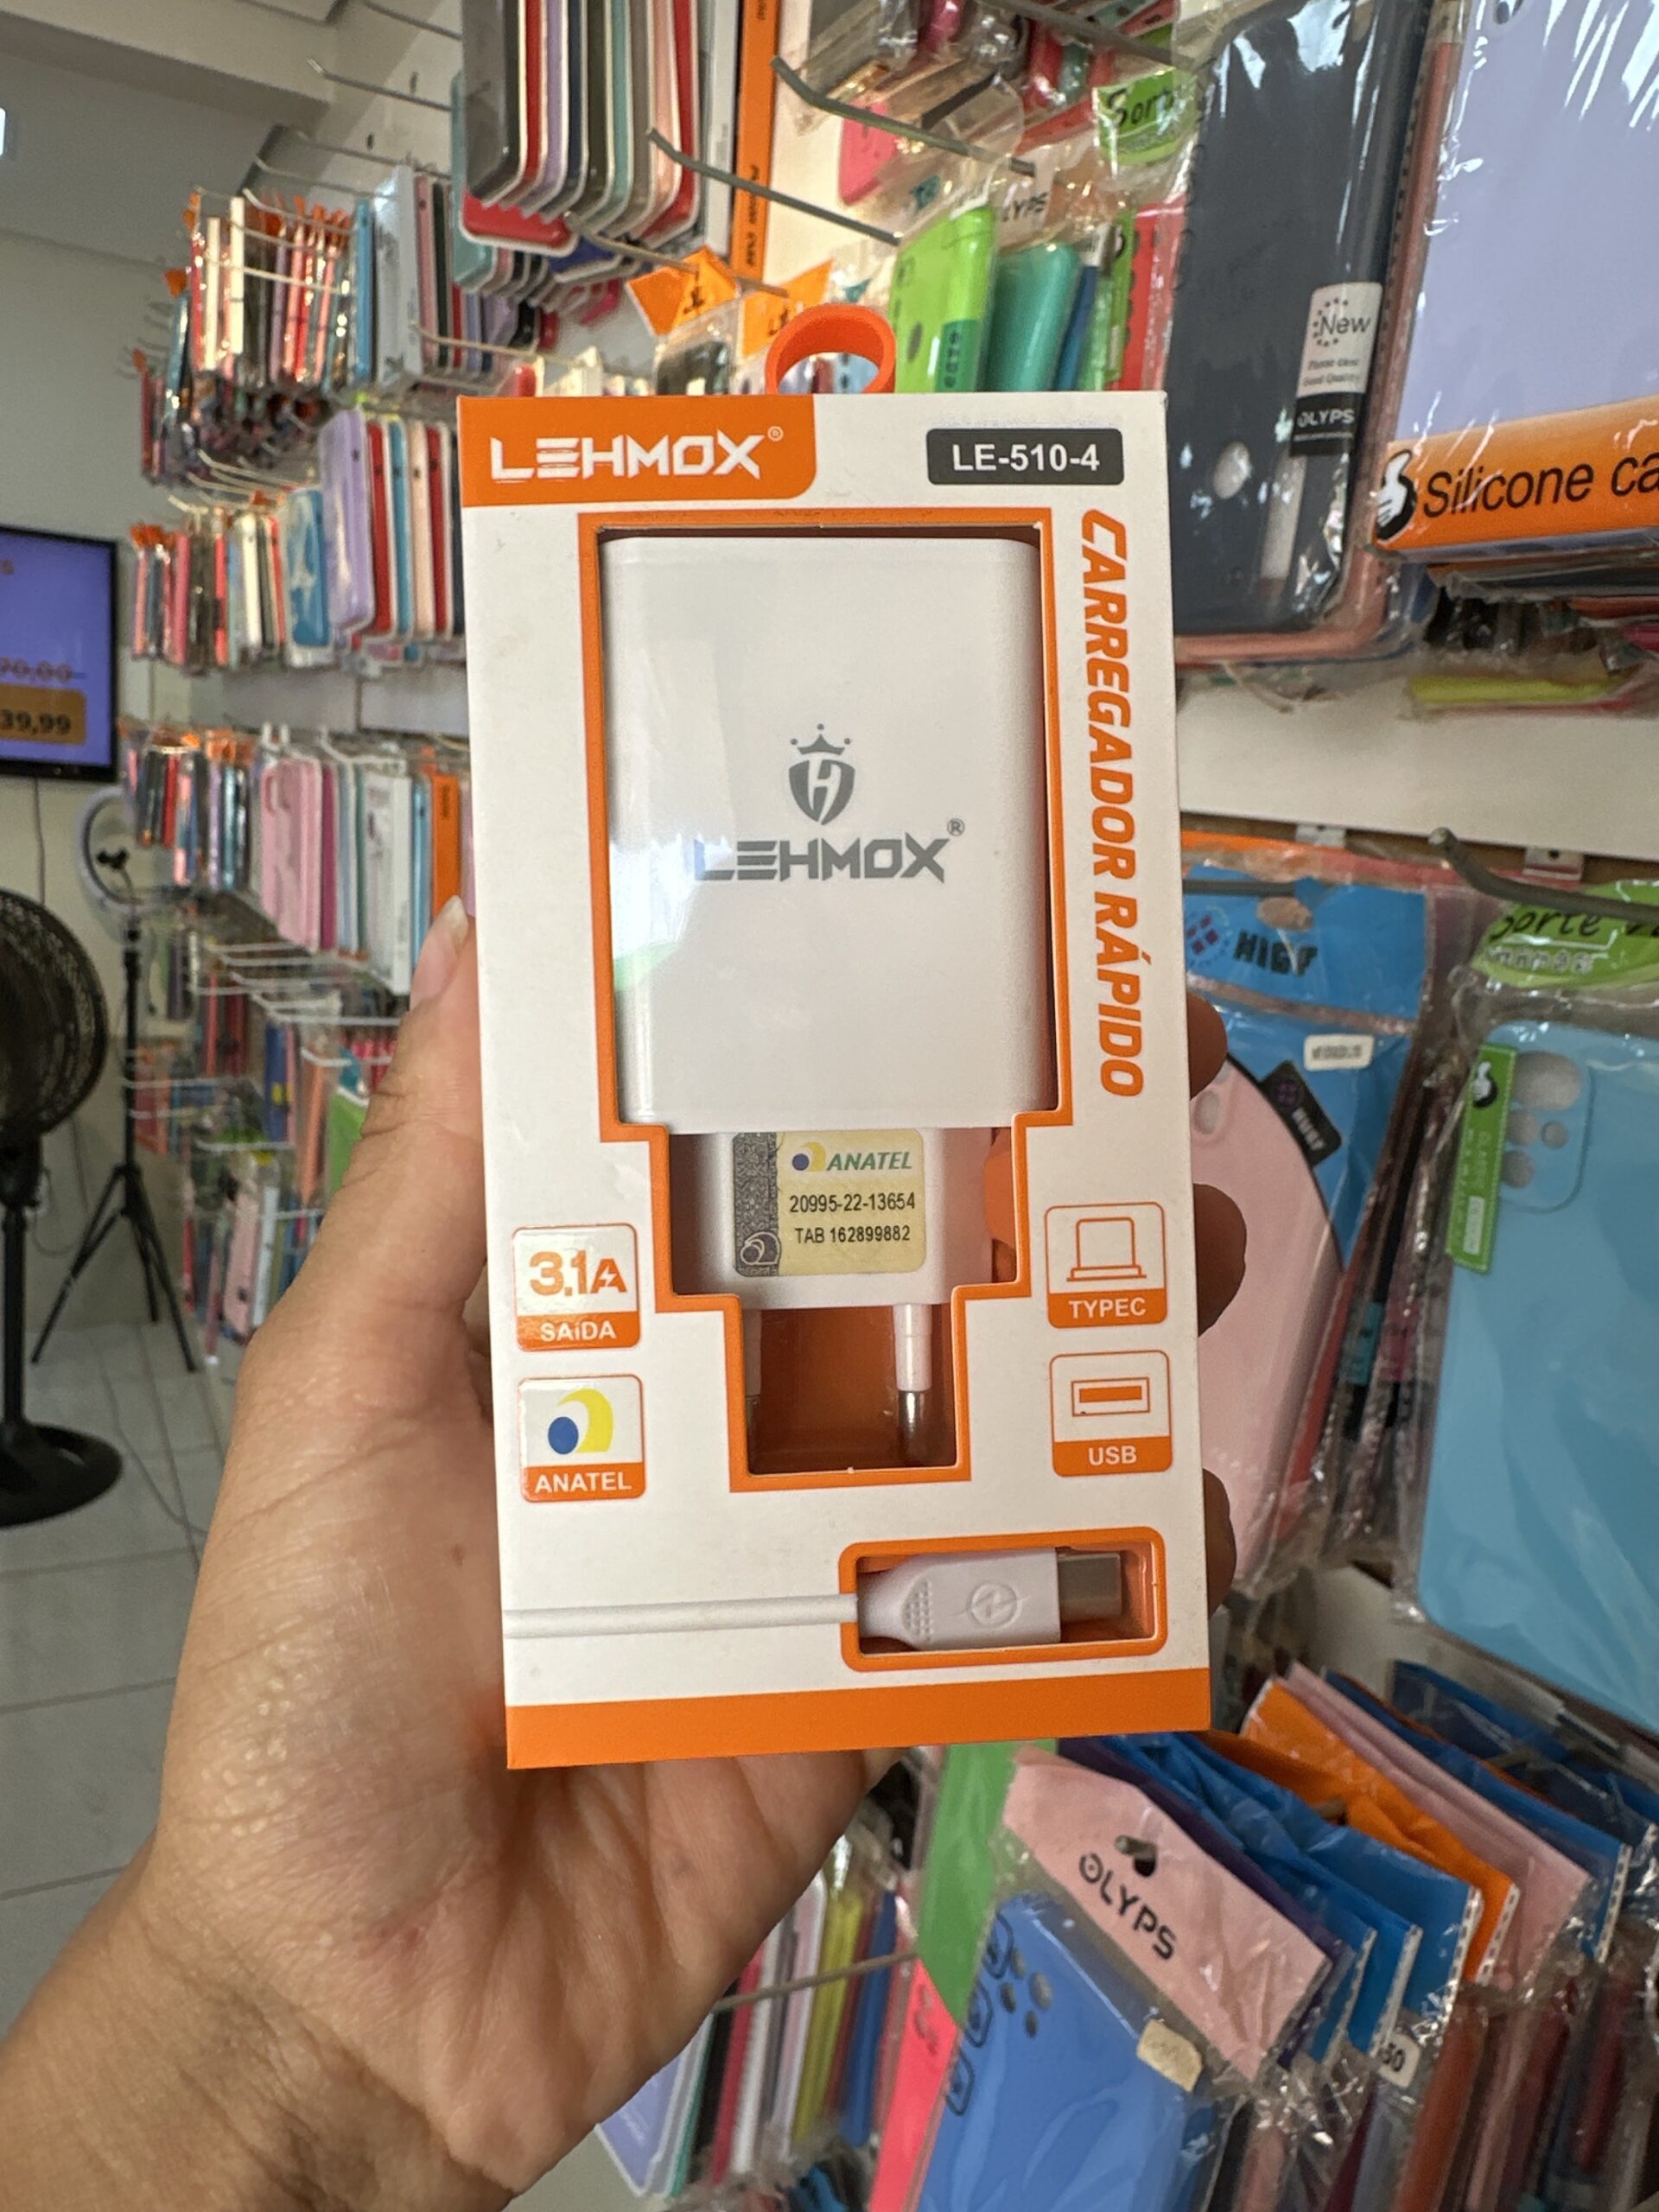 LEHMOX®
LE-510-4
CARREGADOR RÁPIDO
LEHMOX®
ANATEL
20995-22-13654
TAB 162899882
3.1A
SAíDA
ANATEL
TYPEC
USB
New
OLYPS
Silicone ca
Sorte
OLYPS
39,99